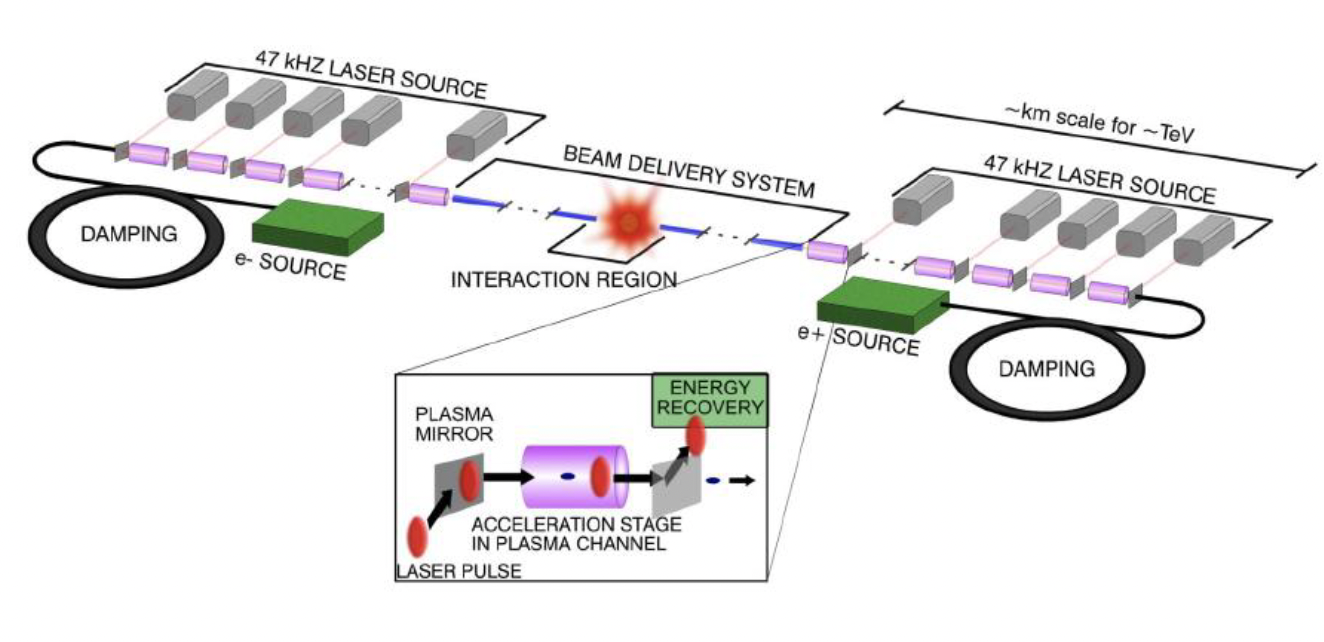 47 kHZ LASER SOURCE
~km scale for ~TeV
BEAM DELIVERY SYSTEM
47 kHZ LASER SOURCE
DAMPING
e- SOURCE
INTERACTION REGION
e+ SOURCE
DAMPING
ENERGY
RECOVERY
PLASMA
MIRROR
ACCELERATION STAGE
IN PLASMA CHANNEL
LASER PULSE